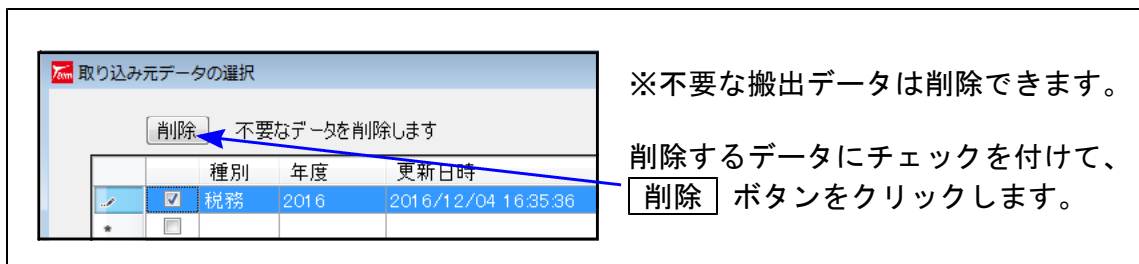 Team 取り込み元データの選択
削除 不要なデータを削除します
種別 年度 更新日時
税務 2016 2016/12/04 16:35:36
※不要な搬出データは削除できます。
削除するデータにチェックを付けて、
削除 ボタンをクリックします。